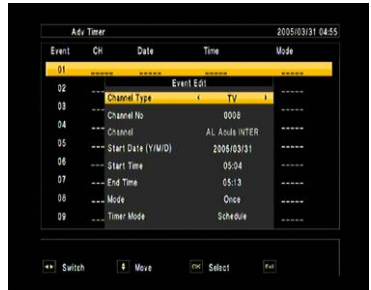 Adv Timer 2005/03/31 04:55
Event CH Date Time Mode
01 ----- ----- -----
Event Edit
02 --- -----
Channel Type TV
03 --- -----
Channel No 0008
04 --- Channel AL Aoula INTER -----
05 --- Start Date (Y/M/D) 2005/03/31 -----
06 --- Start Time 05:04 -----
07 --- End Time 05:13 -----
08 --- Mode Once -----
09 --- Timer Mode Schedule -----
Switch Move OK Select Exit